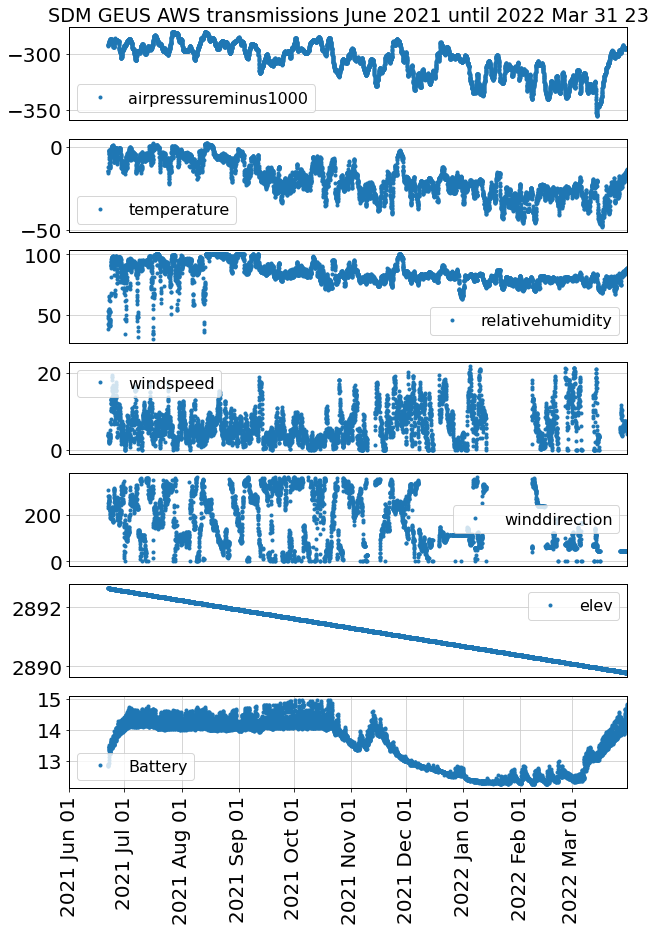 SDM GEUS AWS transmissions June 2021 until 2022 Mar 31 23
−300
−350
airpressureminus1000
0
−50
temperature
100
50
relativehumidity
20
0
windspeed
200
0
winddirection
2892
2890
elev
15
14
13
Battery
2021 Jun 01
2021 Jul 01
2021 Aug 01
2021 Sep 01
2021 Oct 01
2021 Nov 01
2021 Dec 01
2022 Jan 01
2022 Feb 01
2022 Mar 01